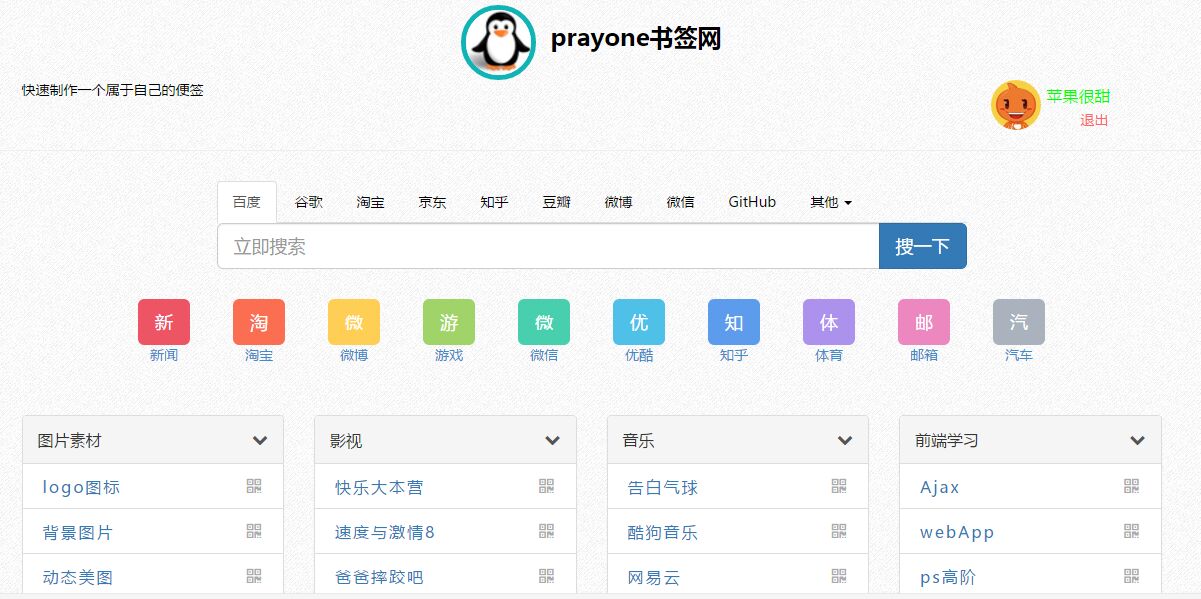 prayone书签网
快速制作一个属于自己的便签
苹果很甜
退出
百度 谷歌 淘宝 京东 知乎 豆瓣 微博 微信 GitHub 其他
立即搜索 搜一下
新 淘 微 游 微 优 知 体 邮 汽
新闻 淘宝 微博 游戏 微信 优酷 知乎 体育 邮箱 汽车
图片素材 影视 音乐 前端学习
logo图标 快乐大本营 告白气球 Ajax
背景图片 速度与激情8 酷狗音乐 webApp
动态美图 爸爸摔跤吧 网易云 ps高阶